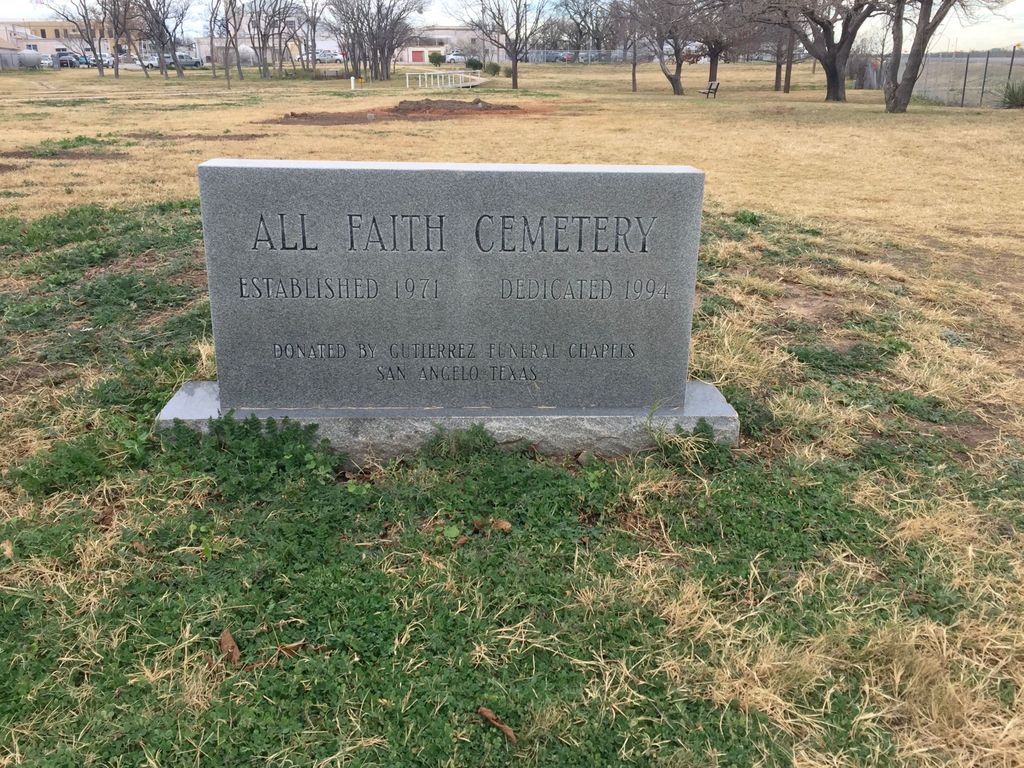 ALL FAITH CEMETERY
ESTABLISHED 1971 DEDICATED 1994
DONATED BY GUTIERREZ FUNERAL CHAPELS
SAN ANGELO, TEXAS